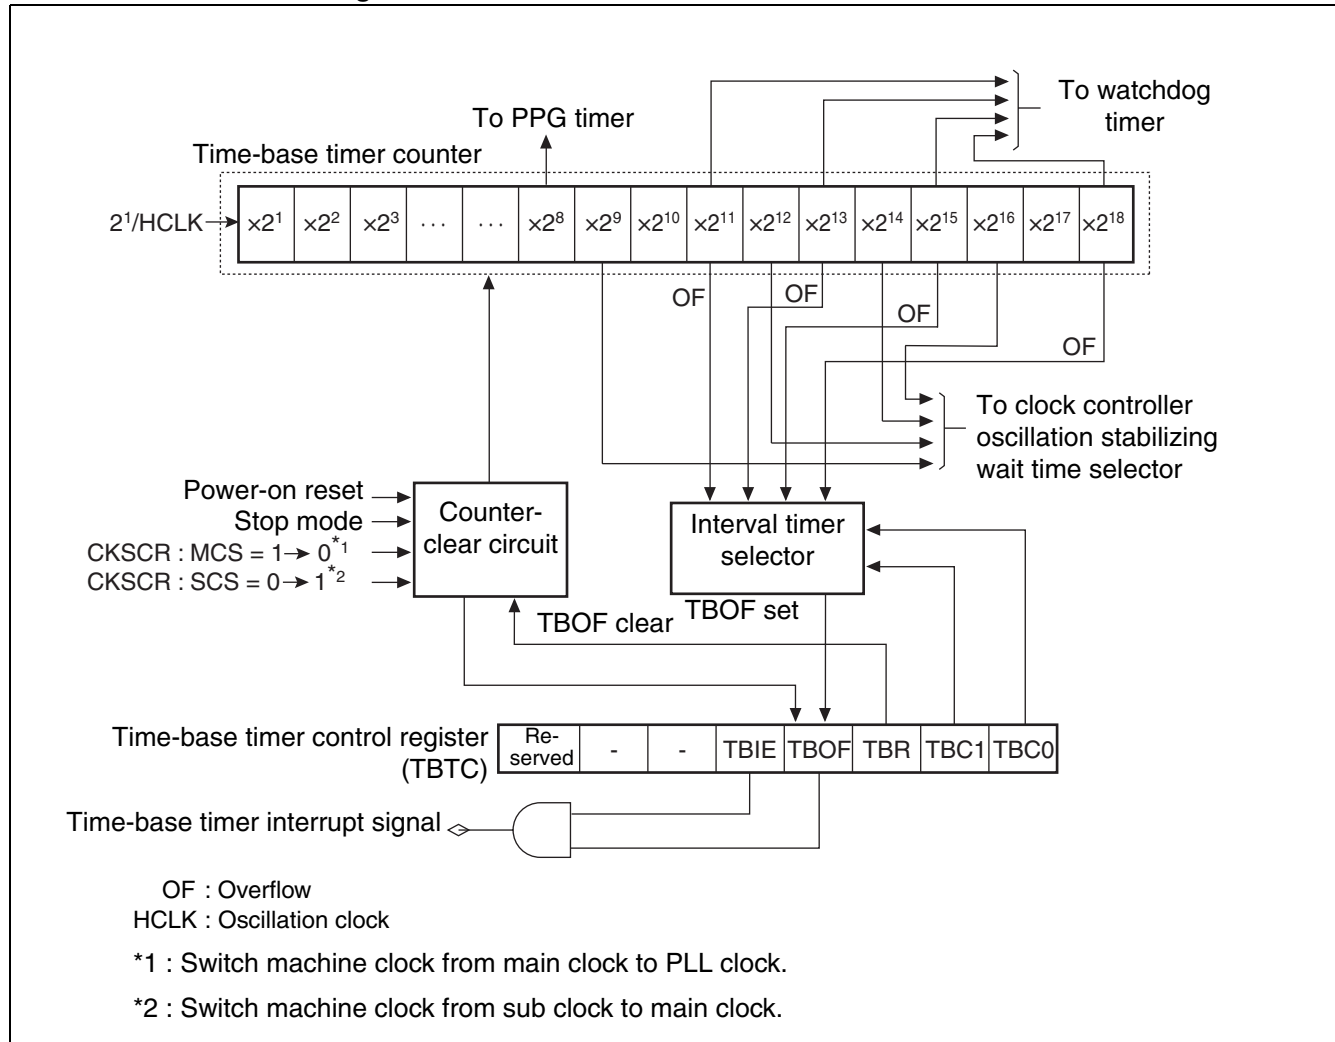 To watchdog
timer
To PPG timer
Time-base timer counter
2¹/HCLK
×2¹ ×2² ×2³ ··· ··· ×2⁸ ×2⁹ ×2¹⁰ ×2¹¹ ×2¹² ×2¹³ ×2¹⁴ ×2¹⁵ ×2¹⁶ ×2¹⁷ ×2¹⁸
OF
OF
OF
OF
To clock controller
oscillation stabilizing
wait time selector
Power-on reset
Stop mode
CKSCR : MCS = 1→0*1
CKSCR : SCS = 0→1*2
Counter-
clear circuit
Interval timer
selector
TBOF clear
TBOF set
Time-base timer control register
(TBTC)
Re-
served
- - TBIE TBOF TBR TBC1 TBC0
Time-base timer interrupt signal
OF : Overflow
HCLK : Oscillation clock
*1 : Switch machine clock from main clock to PLL clock.
*2 : Switch machine clock from sub clock to main clock.